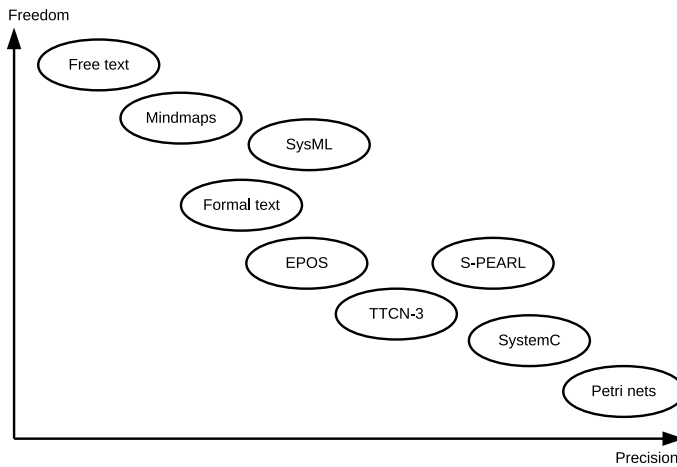 Freedom
Free text
Mindmaps
SysML
Formal text
EPOS
S-PEARL
TTCN-3
SystemC
Petri nets
Precision